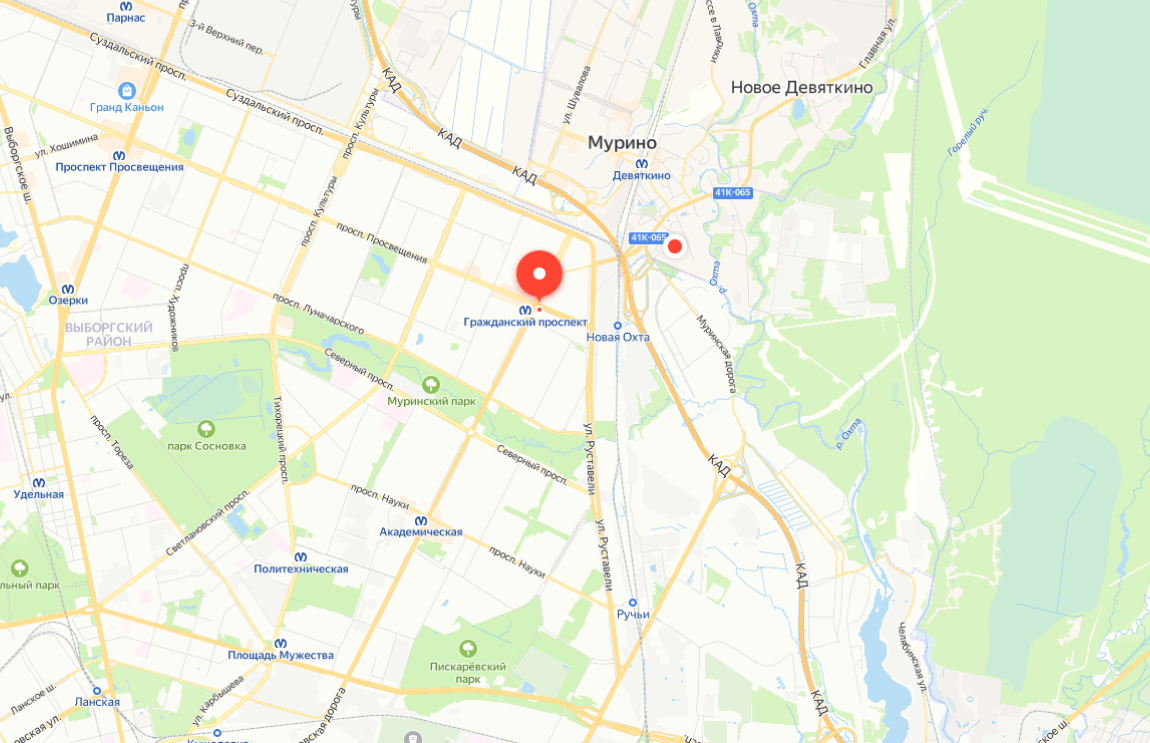 Парнас
3-й Верхний пер.
Суздальский просп.
КАД
ул. Шувалова
Главная ул.
Охта
Новое Девяткино
Гранд Каньон
Суздальский просп.
просп. Культуры
КАД
Мурино
Горелый руч.
Выборгское ш.
ул. Хошимина
Проспект Просвещения
КАД
Девяткино
41К-065
просп. Культуры
просп. Просвещения
41К-065
р. Охта
Озерки
просп. Художников
просп. Луначарского
Гражданский проспект
Новая Охта
ВЫБОРГСКИЙ
РАЙОН
Муринская дорога
Северный просп.
Муринский парк
ул.
просп. Тореза
парк Сосновка
Тихорецкий просп.
ул. Руставели
р. Охта
Северный просп.
КАД
Удельная
Светлановский просп.
просп. Науки
Академическая
ул. Руставели
просп. Науки
Политехническая
КАД
льный парк
Ручьи
Площадь Мужества
Пискарёвский
парк
Челябинская ул.
Ланское ш.
Ланская
ул. Карбышева
КАД